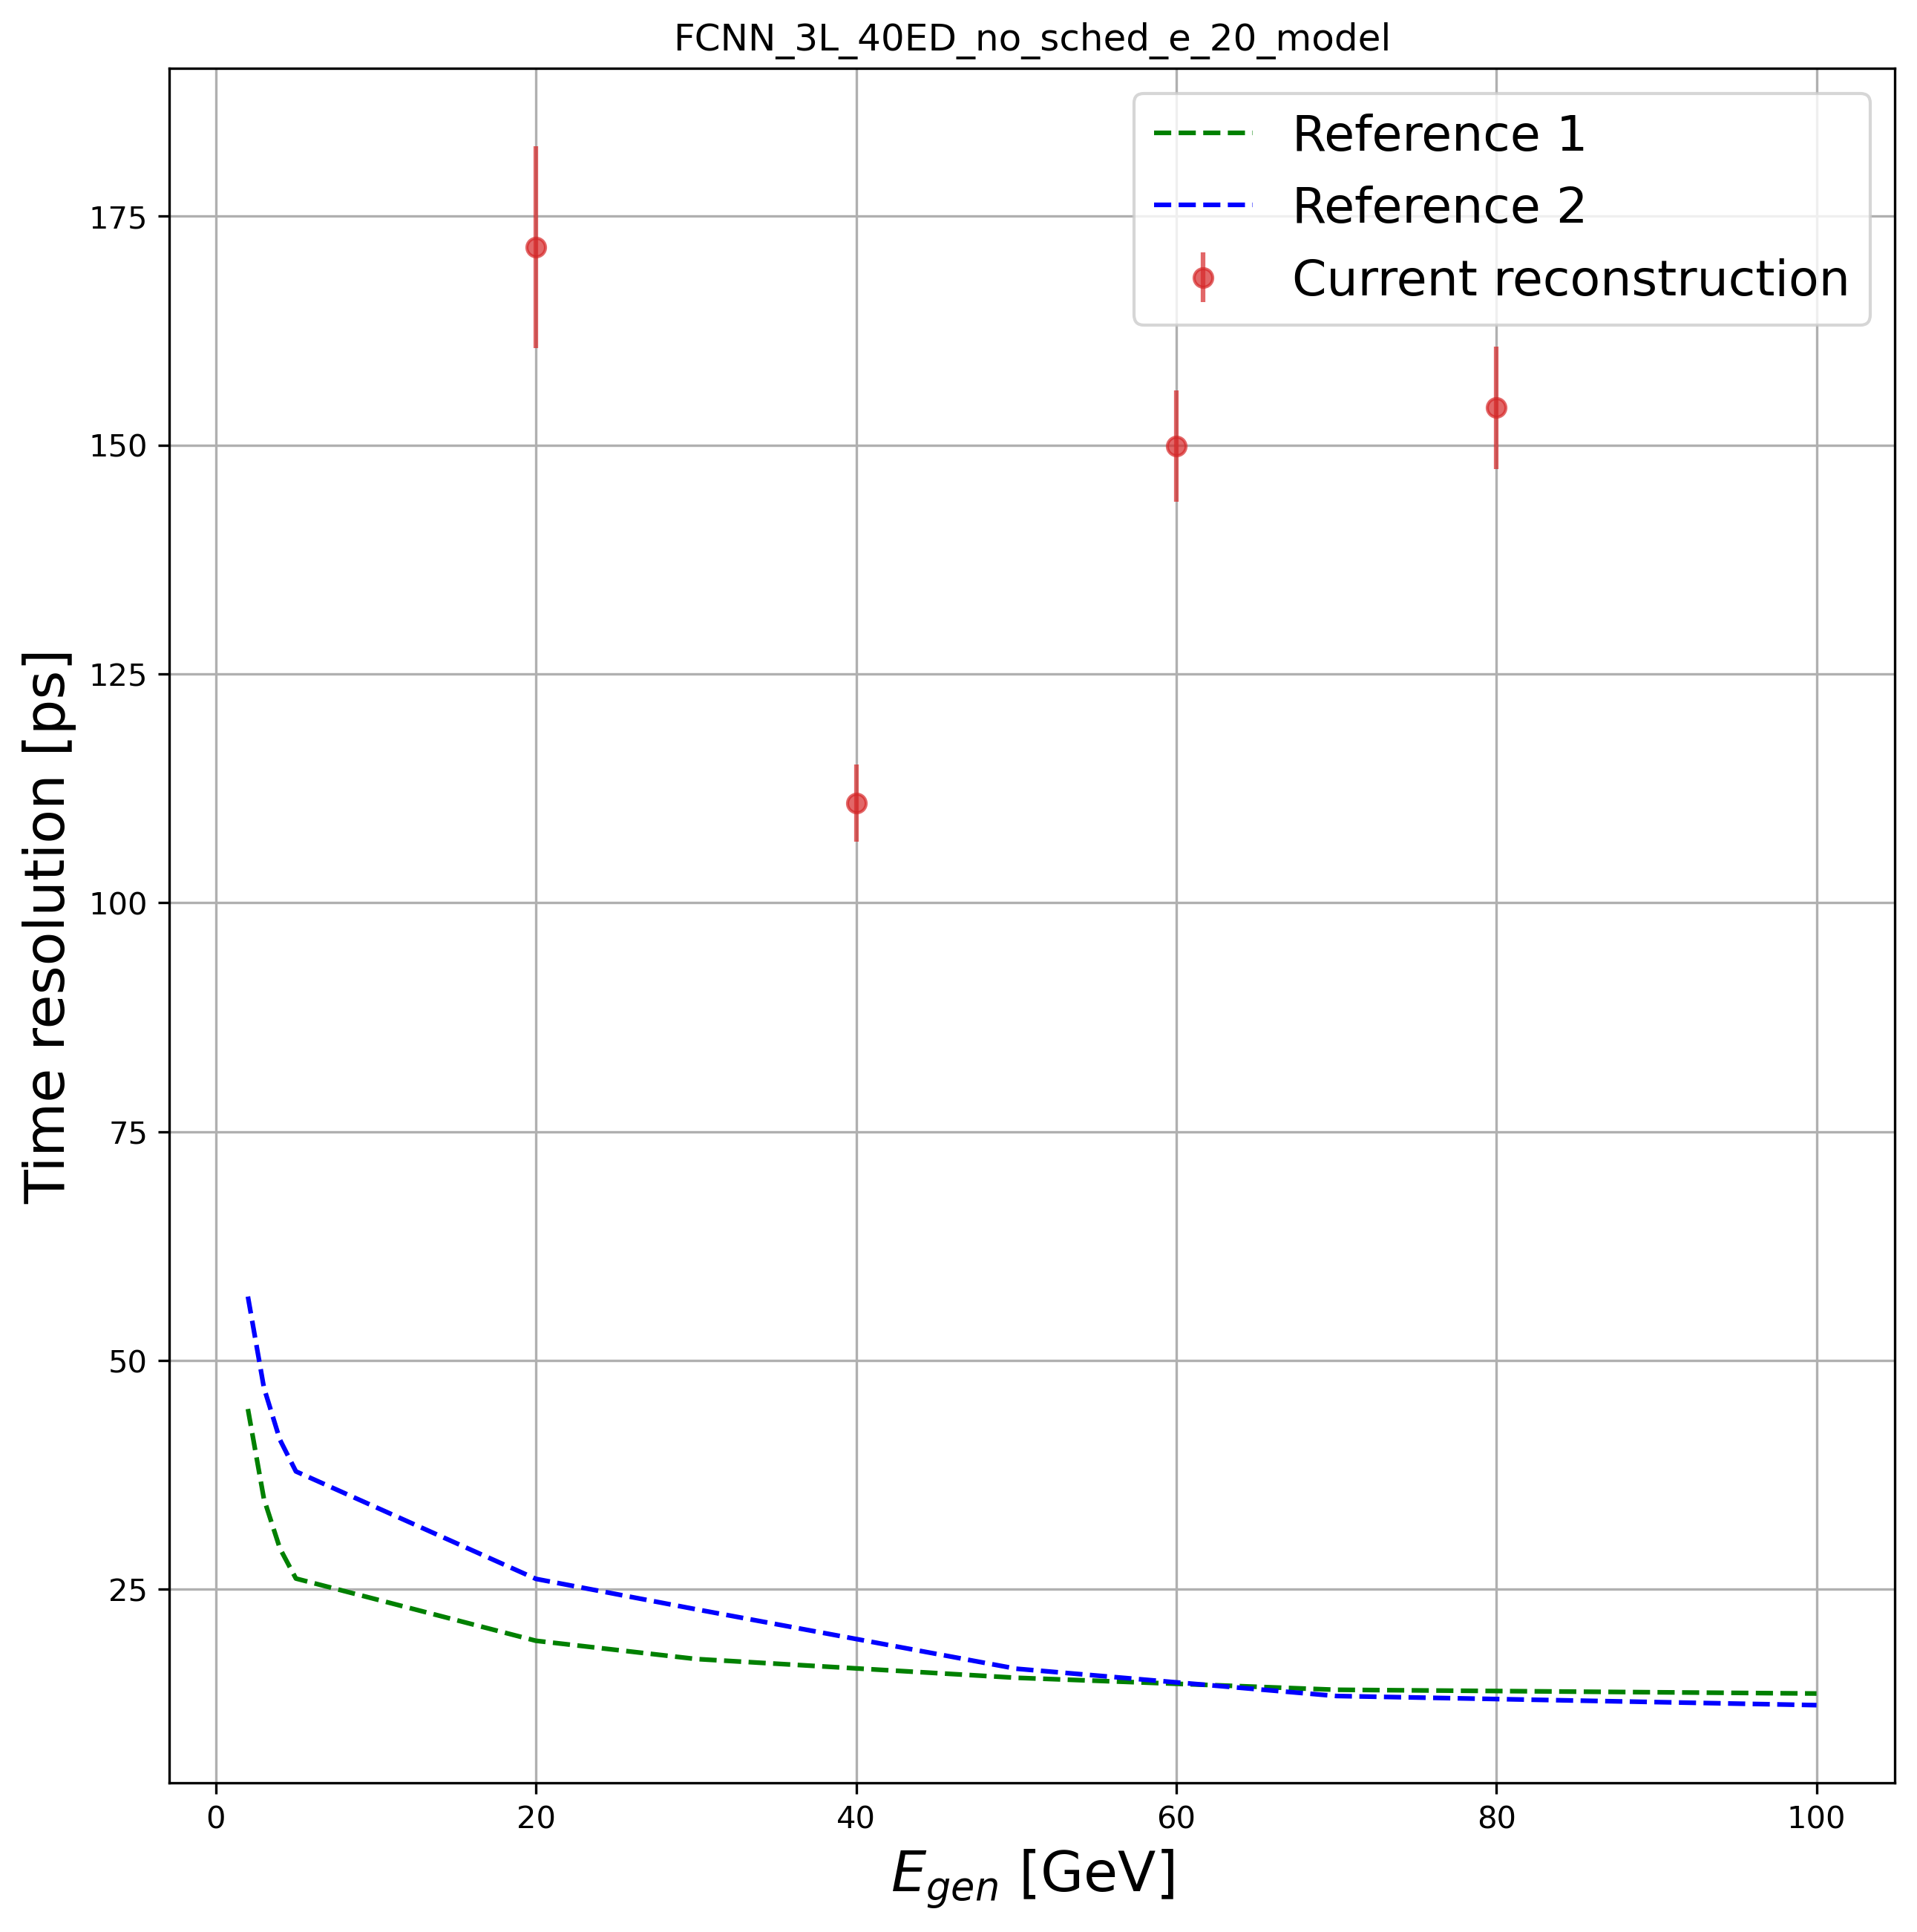 FCNN_3L_40ED_no_sched_e_20_model
Reference 1
Reference 2
Current reconstruction
Time resolution [ps]
175
150
125
100
75
50
25
0 20 40 60 80 100
E_gen [GeV]